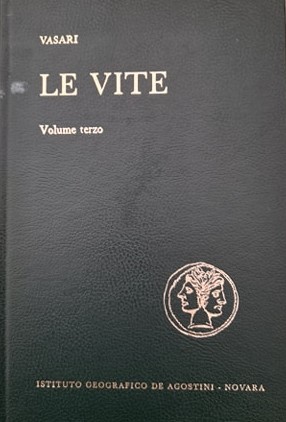 VASARI
LE VITE
Volume terzo
ISTITUTO GEOGRAFICO DE AGOSTINI - NOVARA